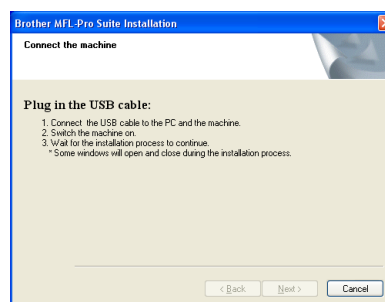 Brother MFL-Pro Suite Installation
Connect the machine
Plug in the USB cable:
1. Connect the USB cable to the PC and the machine.
2. Switch the machine on.
3. Wait for the installation process to continue.
* Some windows will open and close during the installation process.
< Back Next > Cancel